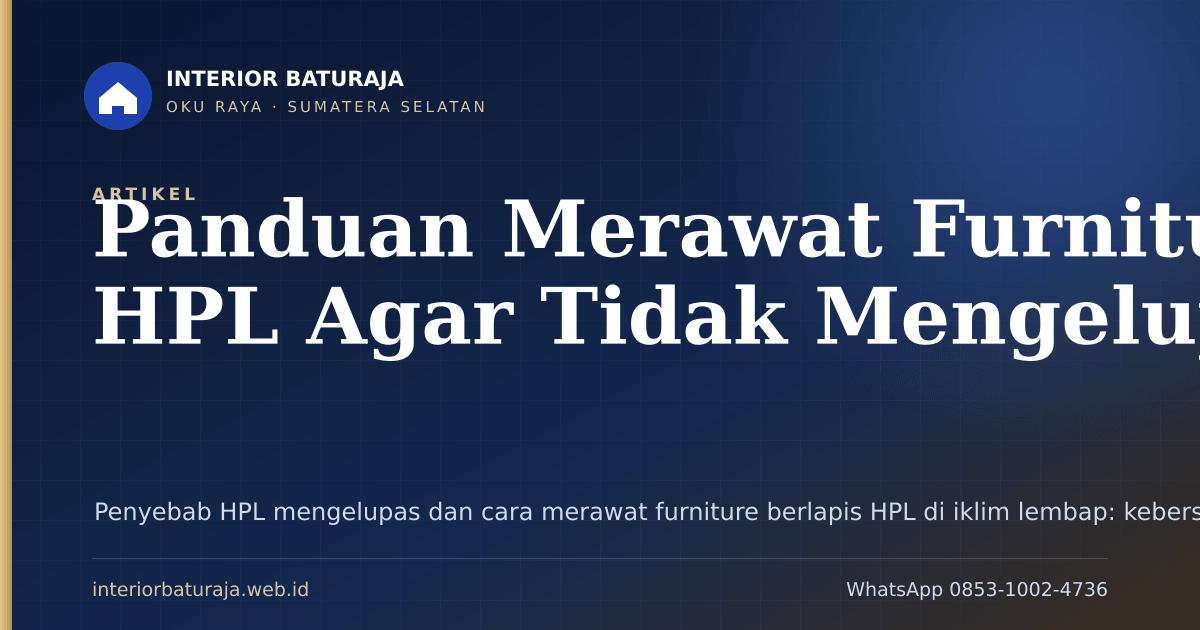 INTERIOR BATURAJA
OKU RAYA · SUMATERA SELATAN
ARTIKEL
Panduan Merawat Furnitu
HPL Agar Tidak Mengelup
Penyebab HPL mengelupas dan cara merawat furniture berlapis HPL di iklim lembap: kebers
interiorbaturaja.web.id
WhatsApp 0853-1002-4736